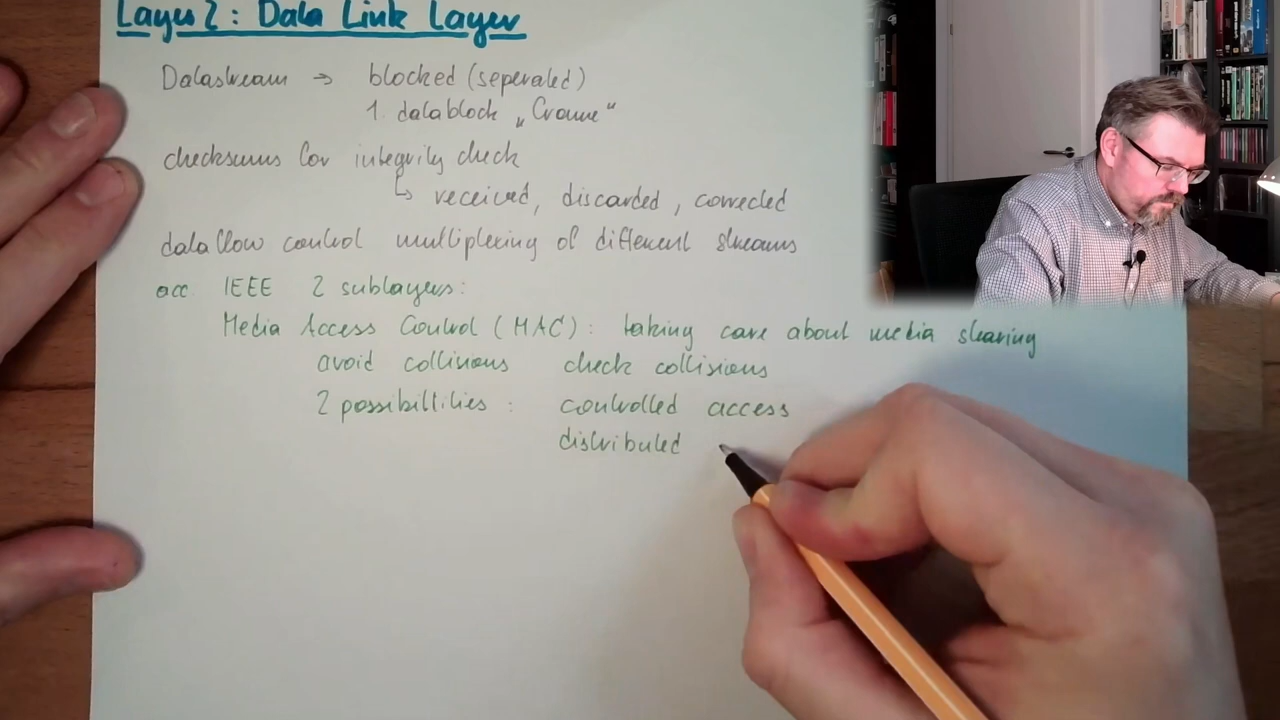 Layer 2: Data Link Layer
Datastream → blocked (seperated)
1. datablock „Frame“
checksums for integrity check
↳ received, discarded, corrected
dataflow control multiplexing of different streams
acc. IEEE 2 sublayers:
Media Access Control (MAC): taking care about media sharing
avoid collisions check collisions
2 possibillities: controlled access
distributed